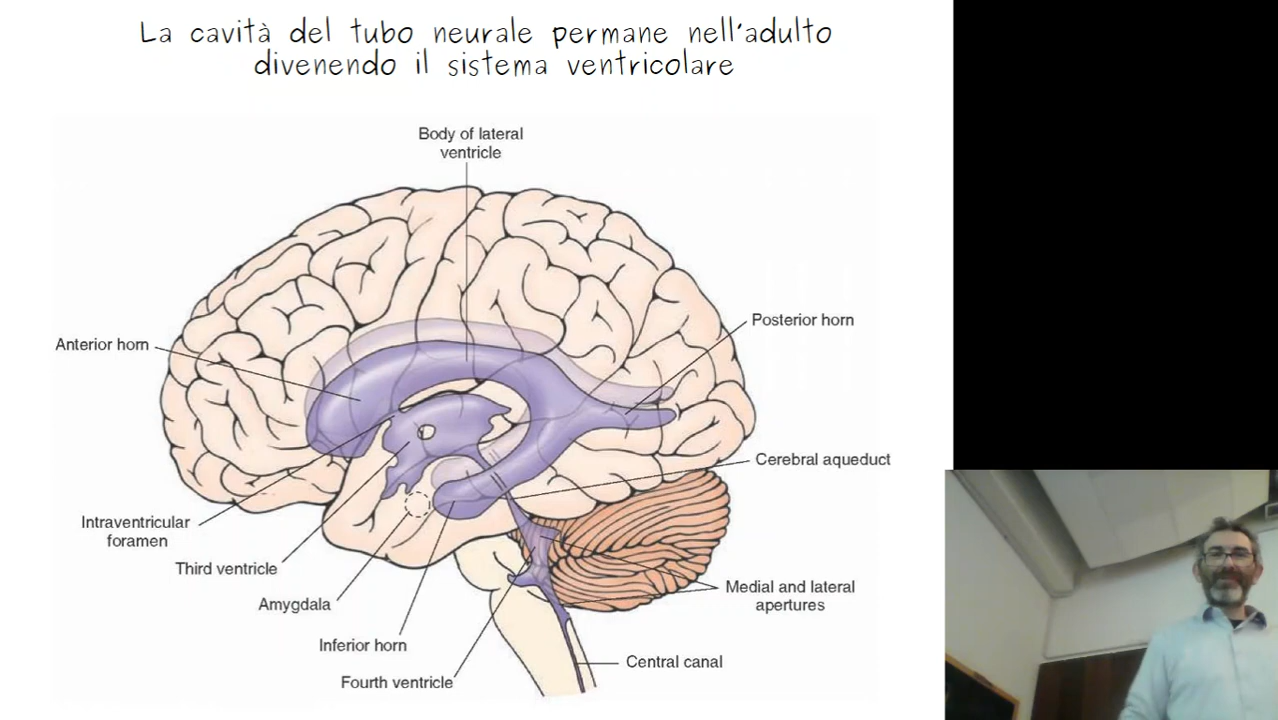 La cavità del tubo neurale permane nell'adulto
divenendo il sistema ventricolare
Body of lateral
ventricle
Anterior horn
Posterior horn
Cerebral aqueduct
Intraventricular
foramen
Third ventricle
Amygdala
Inferior horn
Fourth ventricle
Medial and lateral
apertures
Central canal